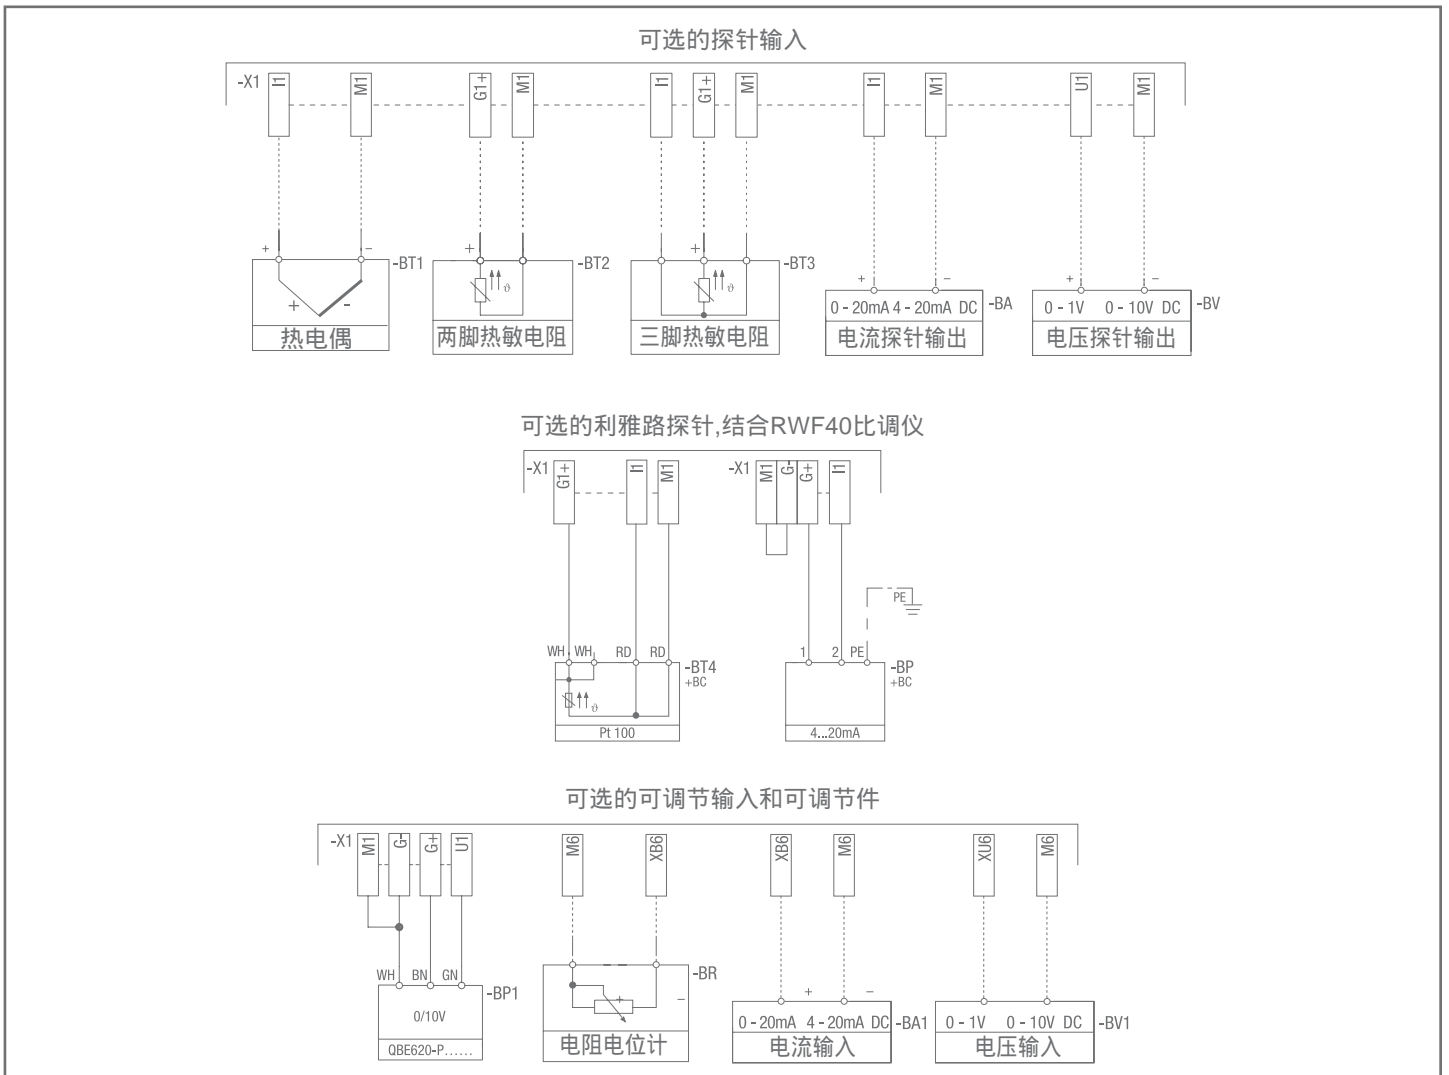 可选的探针输入
-X1 I1 M1 G1+ M1 I1 G1+ M1 I1 M1 U1 M1
+ - -BT1 + -BT2 + -BT3 + - -BA + - -BV
+ - ϑ ϑ 0 - 20mA 4 - 20mA DC 0 - 1V 0 - 10V DC
热电偶 两脚热敏电阻 三脚热敏电阻 电流探针输出 电压探针输出
可选的利雅路探针,结合RWF40比调仪
-X1 G1+ I1 M1 -X1 M1 G- G+ I1
PE
WH WH RD RD -BT4 1 2 PE -BP
+BC +BC
ϑ
Pt 100 4...20mA
可选的可调节输入和可调节件
-X1 M1 G- G+ U1 M6 XB6 XB6 M6 XU6 M6
WH BN GN -BP1 -BR + -
0/10V + - 0 - 20mA 4 - 20mA DC -BA1 0 - 1V 0 - 10V DC -BV1
QBE620-P...... 电阻电位计 电流输入 电压输入